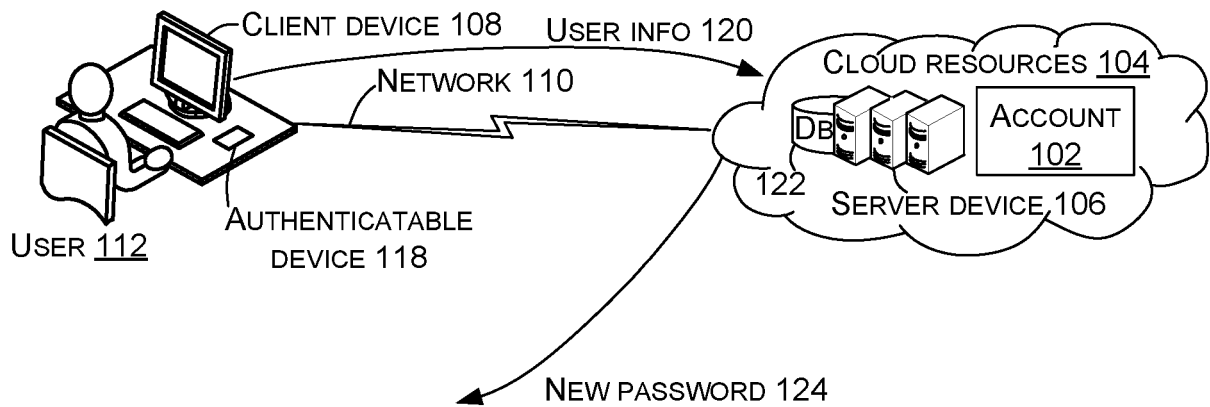 CLIENT DEVICE 108
USER INFO 120
NETWORK 110
CLOUD RESOURCES 104
DB
ACCOUNT
102
122
SERVER DEVICE 106
AUTHENTICATABLE
DEVICE 118
USER 112
NEW PASSWORD 124